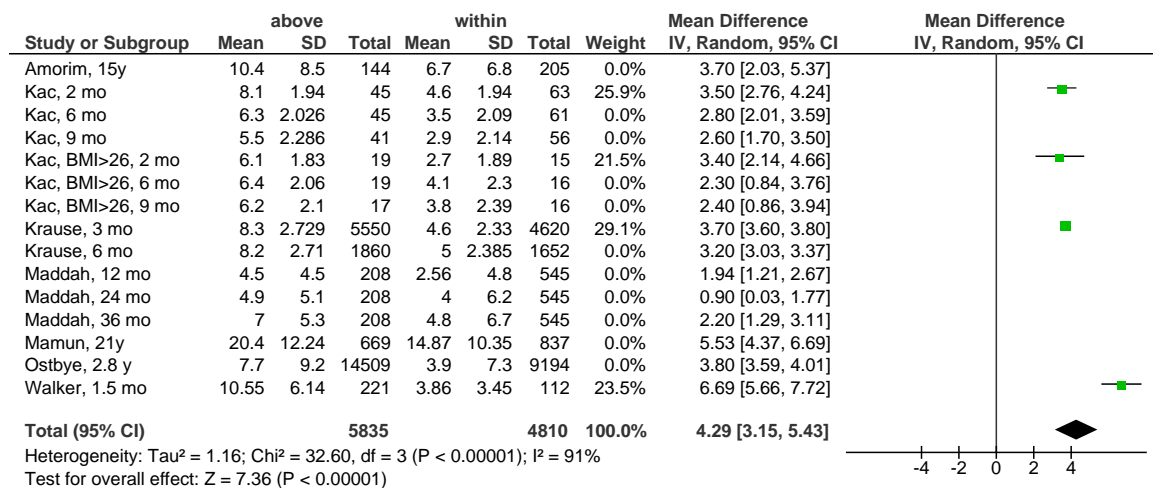 above within Mean Difference Mean Difference
Study or Subgroup Mean SD Total Mean SD Total Weight IV, Random, 95% CI IV, Random, 95% CI
Amorim, 15y 10.4 8.5 144 6.7 6.8 205 0.0% 3.70 [2.03, 5.37]
Kac, 2 mo 8.1 1.94 45 4.6 1.94 63 25.9% 3.50 [2.76, 4.24]
Kac, 6 mo 6.3 2.026 45 3.5 2.09 61 0.0% 2.80 [2.01, 3.59]
Kac, 9 mo 5.5 2.286 41 2.9 2.14 56 0.0% 2.60 [1.70, 3.50]
Kac, BMI>26, 2 mo 6.1 1.83 19 2.7 1.89 15 21.5% 3.40 [2.14, 4.66]
Kac, BMI>26, 6 mo 6.4 2.06 19 4.1 2.3 16 0.0% 2.30 [0.84, 3.76]
Kac, BMI>26, 9 mo 6.2 2.1 17 3.8 2.39 16 0.0% 2.40 [0.86, 3.94]
Krause, 3 mo 8.3 2.729 5550 4.6 2.33 4620 29.1% 3.70 [3.60, 3.80]
Krause, 6 mo 8.2 2.71 1860 5 2.385 1652 0.0% 3.20 [3.03, 3.37]
Maddah, 12 mo 4.5 4.5 208 2.56 4.8 545 0.0% 1.94 [1.21, 2.67]
Maddah, 24 mo 4.9 5.1 208 4 6.2 545 0.0% 0.90 [0.03, 1.77]
Maddah, 36 mo 7 5.3 208 4.8 6.7 545 0.0% 2.20 [1.29, 3.11]
Mamun, 21y 20.4 12.24 669 14.87 10.35 837 0.0% 5.53 [4.37, 6.69]
Ostbye, 2.8 y 7.7 9.2 14509 3.9 7.3 9194 0.0% 3.80 [3.59, 4.01]
Walker, 1.5 mo 10.55 6.14 221 3.86 3.45 112 23.5% 6.69 [5.66, 7.72]
Total (95% CI) 5835 4810 100.0% 4.29 [3.15, 5.43]
Heterogeneity: Tau² = 1.16; Chi² = 32.60, df = 3 (P < 0.00001); I² = 91%
Test for overall effect: Z = 7.36 (P < 0.00001)
-4 -2 0 2 4